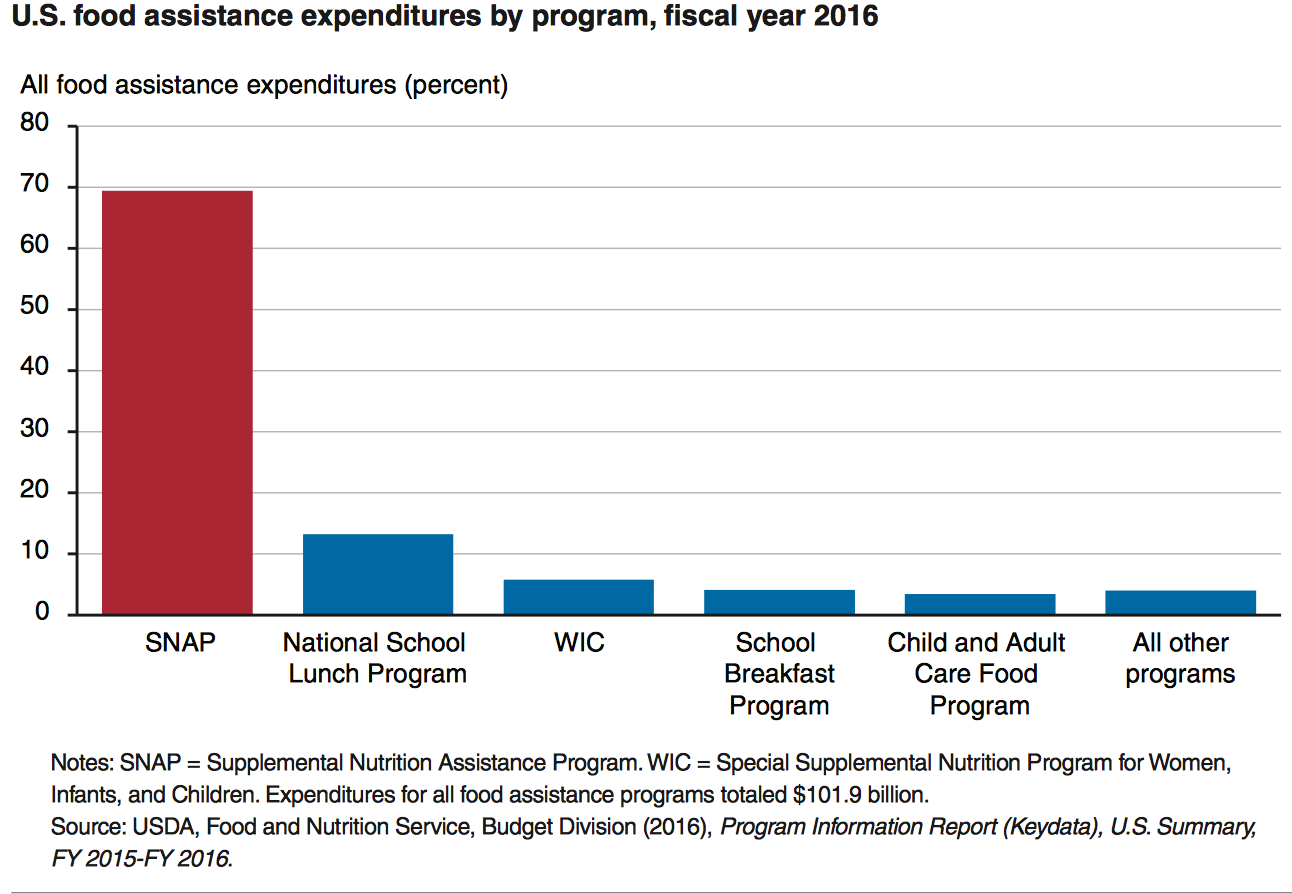 U.S. food assistance expenditures by program, fiscal year 2016
All food assistance expenditures (percent)
80
70
60
50
40
30
20
10
0
SNAP
National School
Lunch Program
WIC
School
Breakfast
Program
Child and Adult
Care Food
Program
All other
programs
Notes: SNAP = Supplemental Nutrition Assistance Program. WIC = Special Supplemental Nutrition Program for Women,
Infants, and Children. Expenditures for all food assistance programs totaled $101.9 billion.
Source: USDA, Food and Nutrition Service, Budget Division (2016), Program Information Report (Keydata), U.S. Summary,
FY 2015-FY 2016.